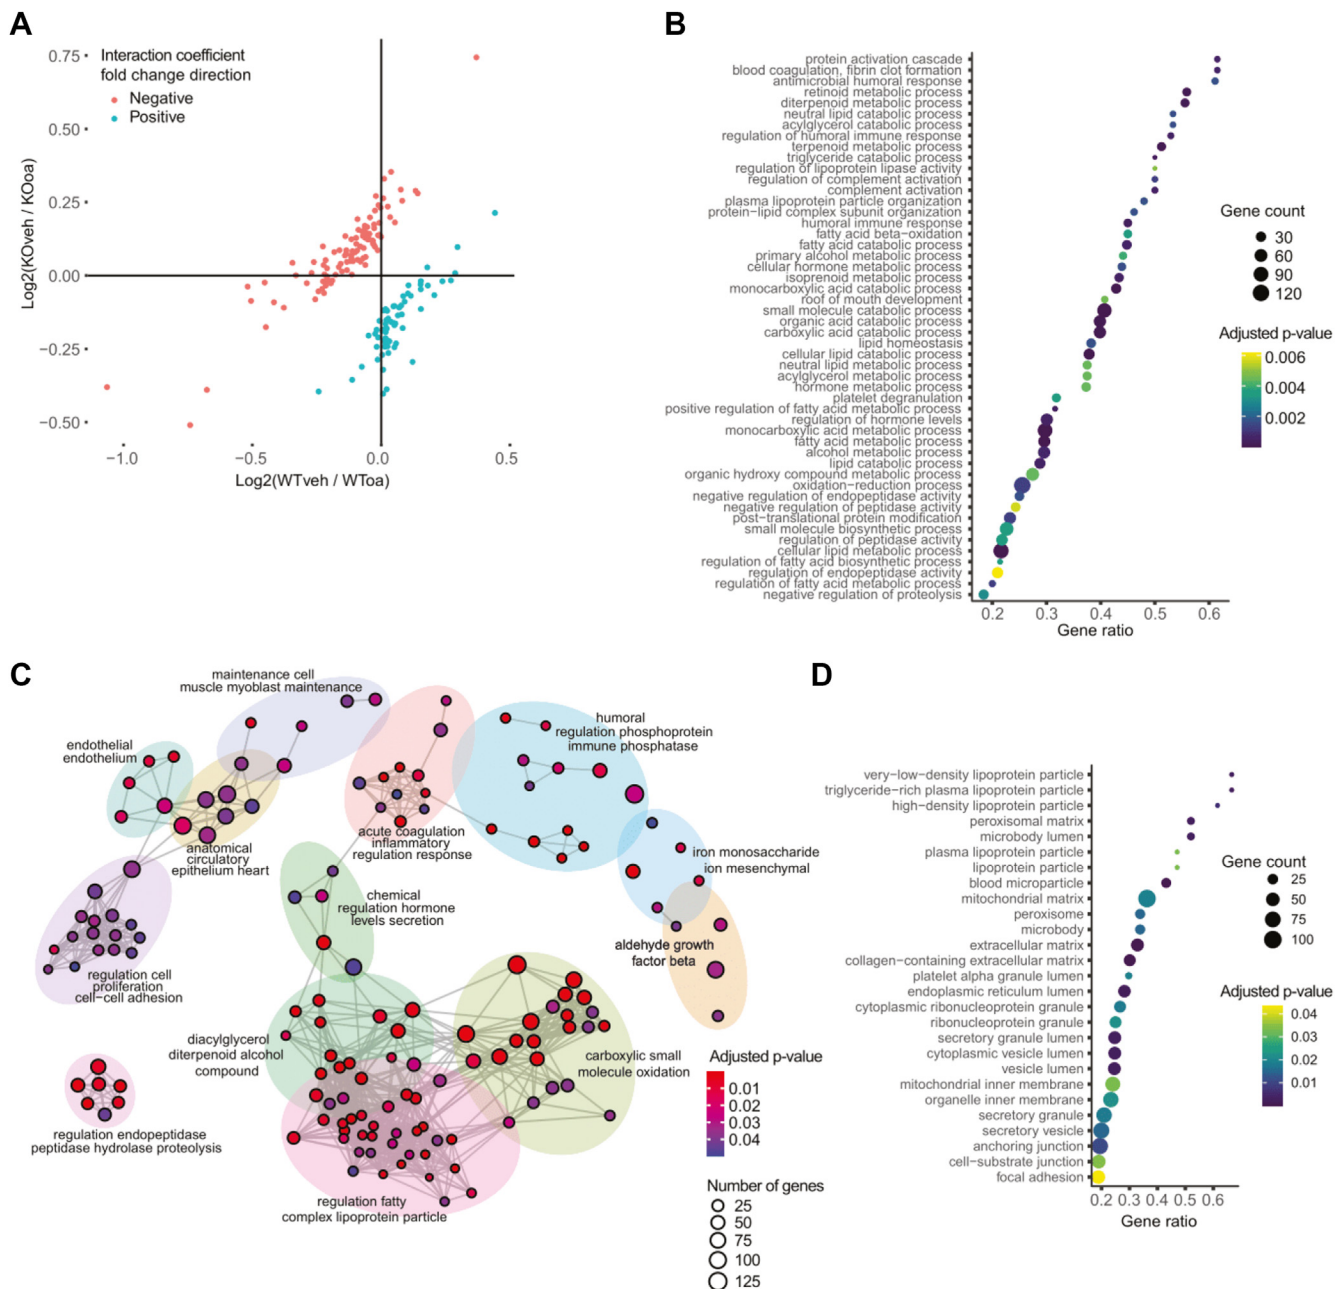 A
Interaction coefficient
fold change direction
Negative
Positive
0.75
0.50
0.25
0.00
−0.25
−0.50
Log2(KOveh / KOoa)
−1.0
−0.5
0.0
0.5
Log2(WTveh / WToa)
B
protein activation cascade
blood coagulation, fibrin clot formation
antimicrobial humoral response
retinoid metabolic process
diterpenoid metabolic process
neutral lipid catabolic process
acylglycerol catabolic process
regulation of humoral immune response
terpenoid metabolic process
triglyceride catabolic process
regulation of lipoprotein lipase activity
regulation of complement activation
complement activation
plasma lipoprotein particle organization
protein−lipid complex subunit organization
humoral immune response
fatty acid beta−oxidation
fatty acid catabolic process
primary alcohol metabolic process
cellular hormone metabolic process
isoprenoid metabolic process
monocarboxylic acid catabolic process
roof of mouth development
small molecule catabolic process
organic acid catabolic process
carboxylic acid catabolic process
lipid homeostasis
cellular lipid catabolic process
neutral lipid metabolic process
acylglycerol metabolic process
hormone metabolic process
platelet degranulation
positive regulation of fatty acid metabolic process
regulation of hormone levels
monocarboxylic acid metabolic process
fatty acid metabolic process
alcohol metabolic process
lipid catabolic process
organic hydroxy compound metabolic process
oxidation−reduction process
negative regulation of endopeptidase activity
negative regulation of peptidase activity
post−translational protein modification
small molecule biosynthetic process
regulation of peptidase activity
cellular lipid metabolic process
regulation of fatty acid biosynthetic process
regulation of endopeptidase activity
regulation of fatty acid metabolic process
negative regulation of proteolysis
0.2
0.3
0.4
0.5
0.6
Gene ratio
Gene count
30
60
90
120
Adjusted p-value
0.006
0.004
0.002
C
maintenance cell
muscle myoblast maintenance
endothelial
endothelium
anatomical
circulatory
epithelium heart
acute coagulation
inflammatory
regulation response
humoral
regulation phosphoprotein
immune phosphatase
iron monosaccharide
ion mesenchymal
chemical
regulation hormone
levels secretion
aldehyde growth
factor beta
regulation cell
proliferation
cell-cell adhesion
diacylglycerol
diterpenoid alcohol
compound
carboxylic small
molecule oxidation
regulation endopeptidase
peptidase hydrolase proteolysis
regulation fatty
complex lipoprotein particle
Adjusted p-value
0.01
0.02
0.03
0.04
Number of genes
25
50
75
100
125
D
very−low−density lipoprotein particle
triglyceride−rich plasma lipoprotein particle
high−density lipoprotein particle
peroxisomal matrix
microbody lumen
plasma lipoprotein particle
lipoprotein particle
blood microparticle
mitochondrial matrix
peroxisome
microbody
extracellular matrix
collagen−containing extracellular matrix
platelet alpha granule lumen
endoplasmic reticulum lumen
cytoplasmic ribonucleoprotein granule
ribonucleoprotein granule
secretory granule lumen
cytoplasmic vesicle lumen
vesicle lumen
mitochondrial inner membrane
organelle inner membrane
secretory granule
secretory vesicle
anchoring junction
cell−substrate junction
focal adhesion
0.2
0.3
0.4
0.5
0.6
Gene ratio
Gene count
25
50
75
100
Adjusted p-value
0.04
0.03
0.02
0.01